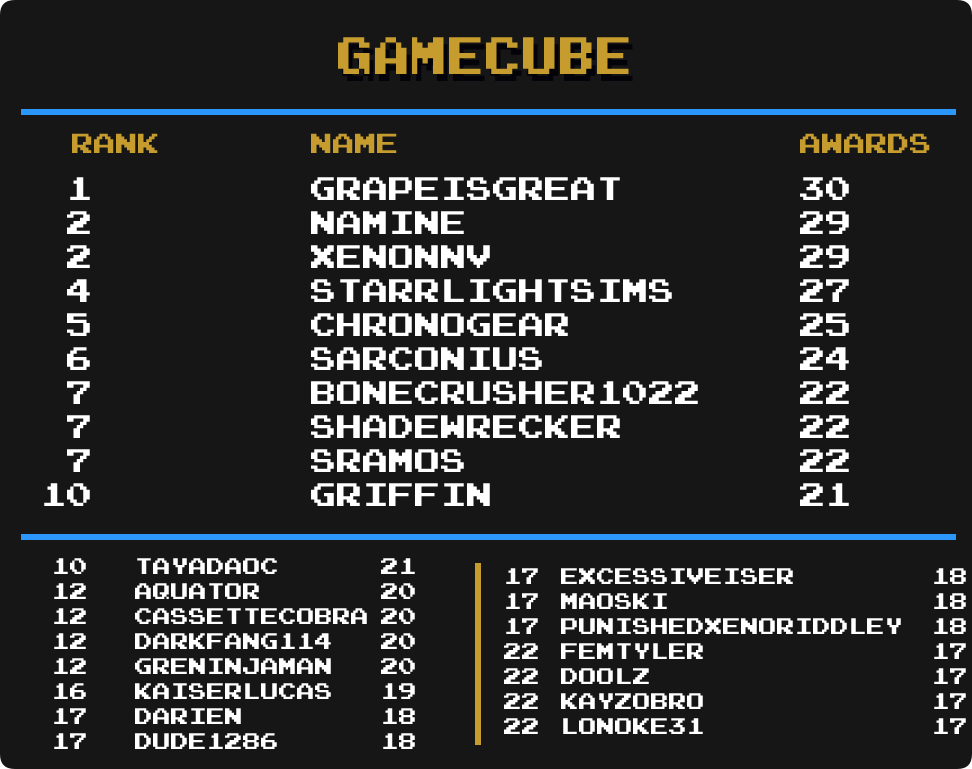 GAMECUBE
RANK NAME AWARDS
1 GRAPEISGREAT 30
2 NAMINE 29
2 XENONNV 29
4 STARRLIGHTSIMS 27
5 CHRONOGEAR 25
6 SARCONIUS 24
7 BONECRUSHER1022 22
7 SHADEWRECKER 22
7 SRAMOS 22
10 GRIFFIN 21
10 TAYADAOC 21
12 AQUATOR 20
12 CASSETTECOBRA 20
12 DARKFANG114 20
12 GRENINJAMAN 20
16 KAISERLUCAS 19
17 DARIEN 18
17 DUDE1286 18
17 EXCESSIVEISER 18
17 MAOSKI 18
17 PUNISHEDXENORIDDLEY 18
22 FEMTYLER 17
22 DOOLZ 17
22 KAYZOBRO 17
22 LONOKE31 17